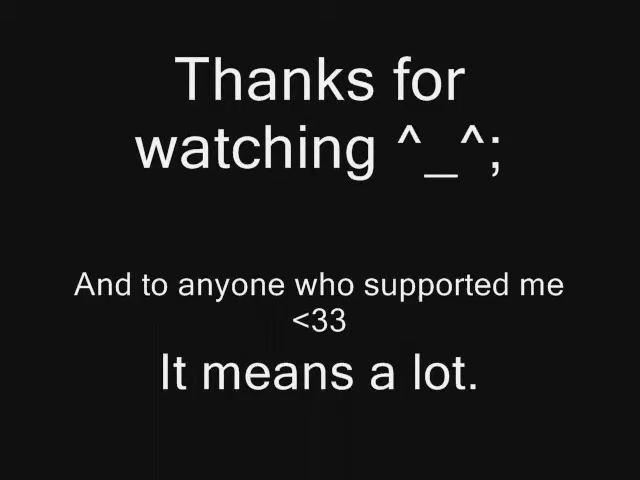 Thanks for
watching ^_^;
And to anyone who supported me
<33
It means a lot.